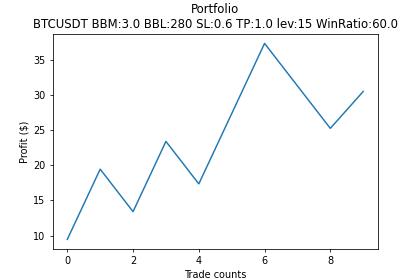 Portfolio
BTCUSDT BBM:3.0 BBL:280 SL:0.6 TP:1.0 lev:15 WinRatio:60.0
35
30
25
20
15
10
Profit ($)
0 2 4 6 8
Trade counts